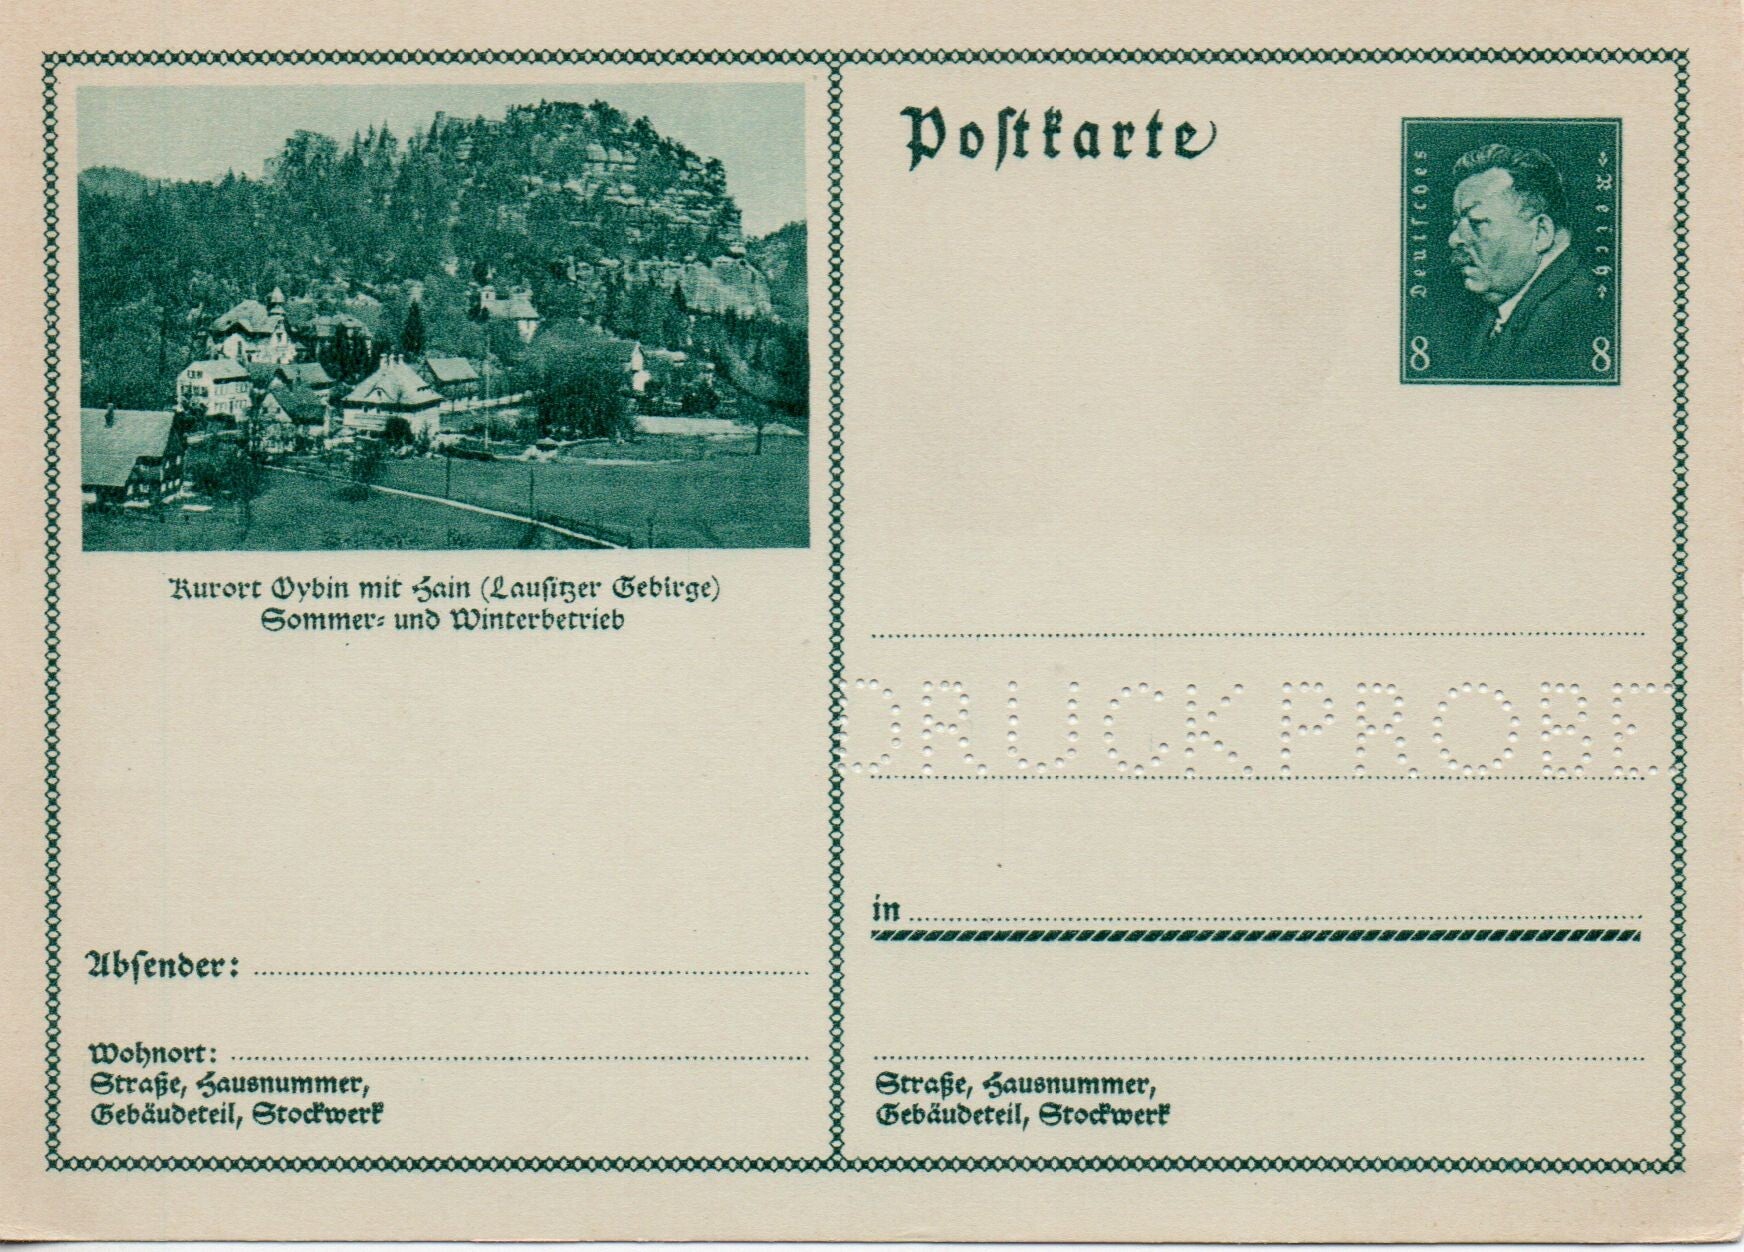 Kurort Oybin mit Hain (Lausitzer Gebirge)
Sommer- und Winterbetrieb
Absender:
Wohnort:
Straße, Hausnummer,
Gebäudeteil, Stockwerk
Postkarte
Deutsches
Reich
8 8
DRUCKPROBE
in
Straße, Hausnummer,
Gebäudeteil, Stockwerk